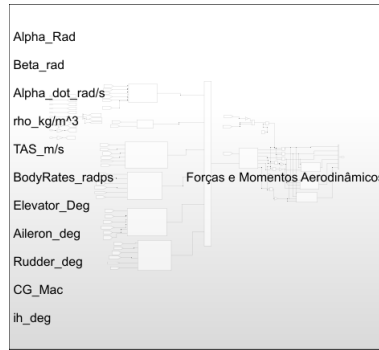 Alpha_Rad
Beta_rad
Alpha_dot_rad/s
rho_kg/m^3
TAS_m/s
BodyRates_radps
Forças e Momentos Aerodinâmicos
Elevator_Deg
Aileron_deg
Rudder_deg
CG_Mac
ih_deg